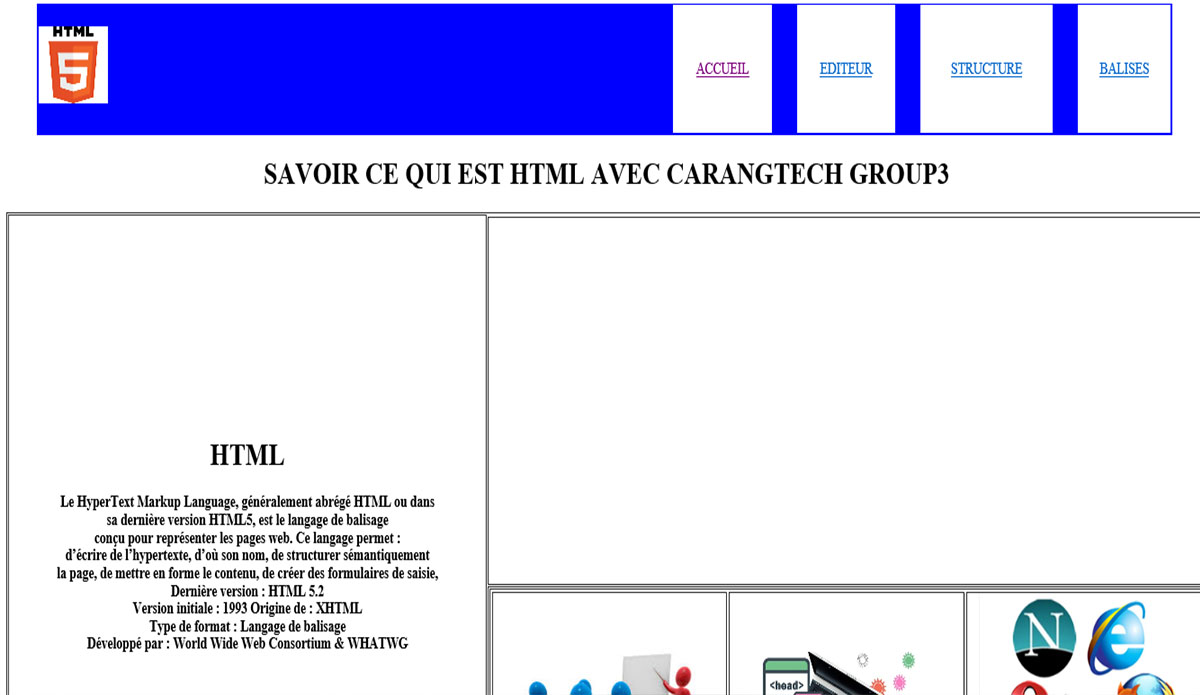 HTML
5
ACCUEIL
EDITEUR
STRUCTURE
BALISES
SAVOIR CE QUI EST HTML AVEC CARANGTECH GROUP3
HTML
Le HyperText Markup Language, généralement abrégé HTML ou dans
sa dernière version HTML5, est le langage de balisage
conçu pour représenter les pages web. Ce langage permet :
d’écrire de l’hypertexte, d’où son nom, de structurer sémantiquement
la page, de mettre en forme le contenu, de créer des formulaires de saisie,
Dernière version : HTML 5.2
Version initiale : 1993 Origine de : XHTML
Type de format : Langage de balisage
Développé par : World Wide Web Consortium & WHATWG
<head>
N
e